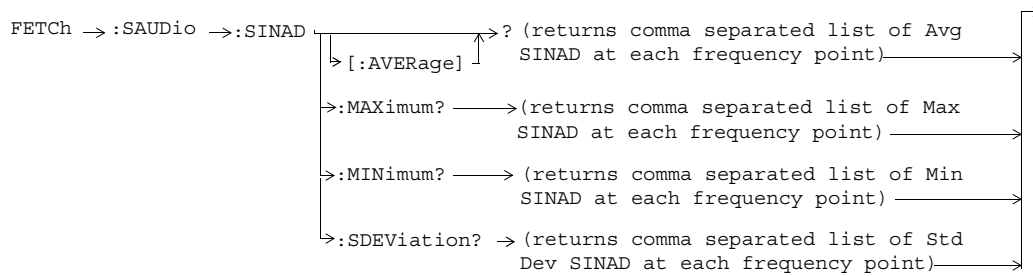 FETCh :SAUDio :SINAD ? (returns comma separated list of Avg
[:AVERage] SINAD at each frequency point)
:MAXimum? (returns comma separated list of Max
SINAD at each frequency point)
:MINimum? (returns comma separated list of Min
SINAD at each frequency point)
:SDEViation? (returns comma separated list of Std
Dev SINAD at each frequency point)